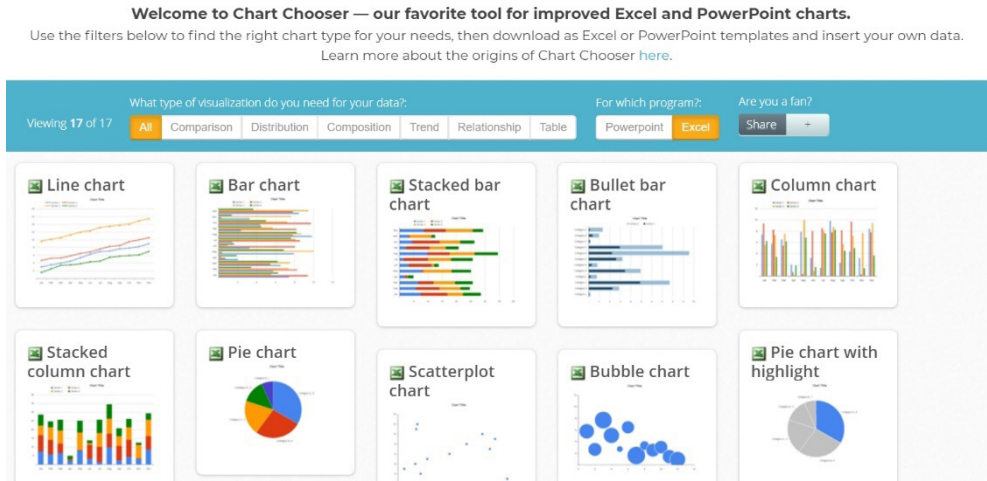 Welcome to Chart Chooser — our favorite tool for improved Excel and PowerPoint charts.
Use the filters below to find the right chart type for your needs, then download as Excel or PowerPoint templates and insert your own data.
Learn more about the origins of Chart Chooser here.
What type of visualization do you need for your data?:
For which program?:
Are you a fan?
Viewing 17 of 17
All Comparison Distribution Composition Trend Relationship Table
Powerpoint Excel
Share +
Line chart
Bar chart
Stacked bar
chart
Bullet bar
chart
Column chart
Stacked
column chart
Pie chart
Scatterplot
chart
Bubble chart
Pie chart with
highlight